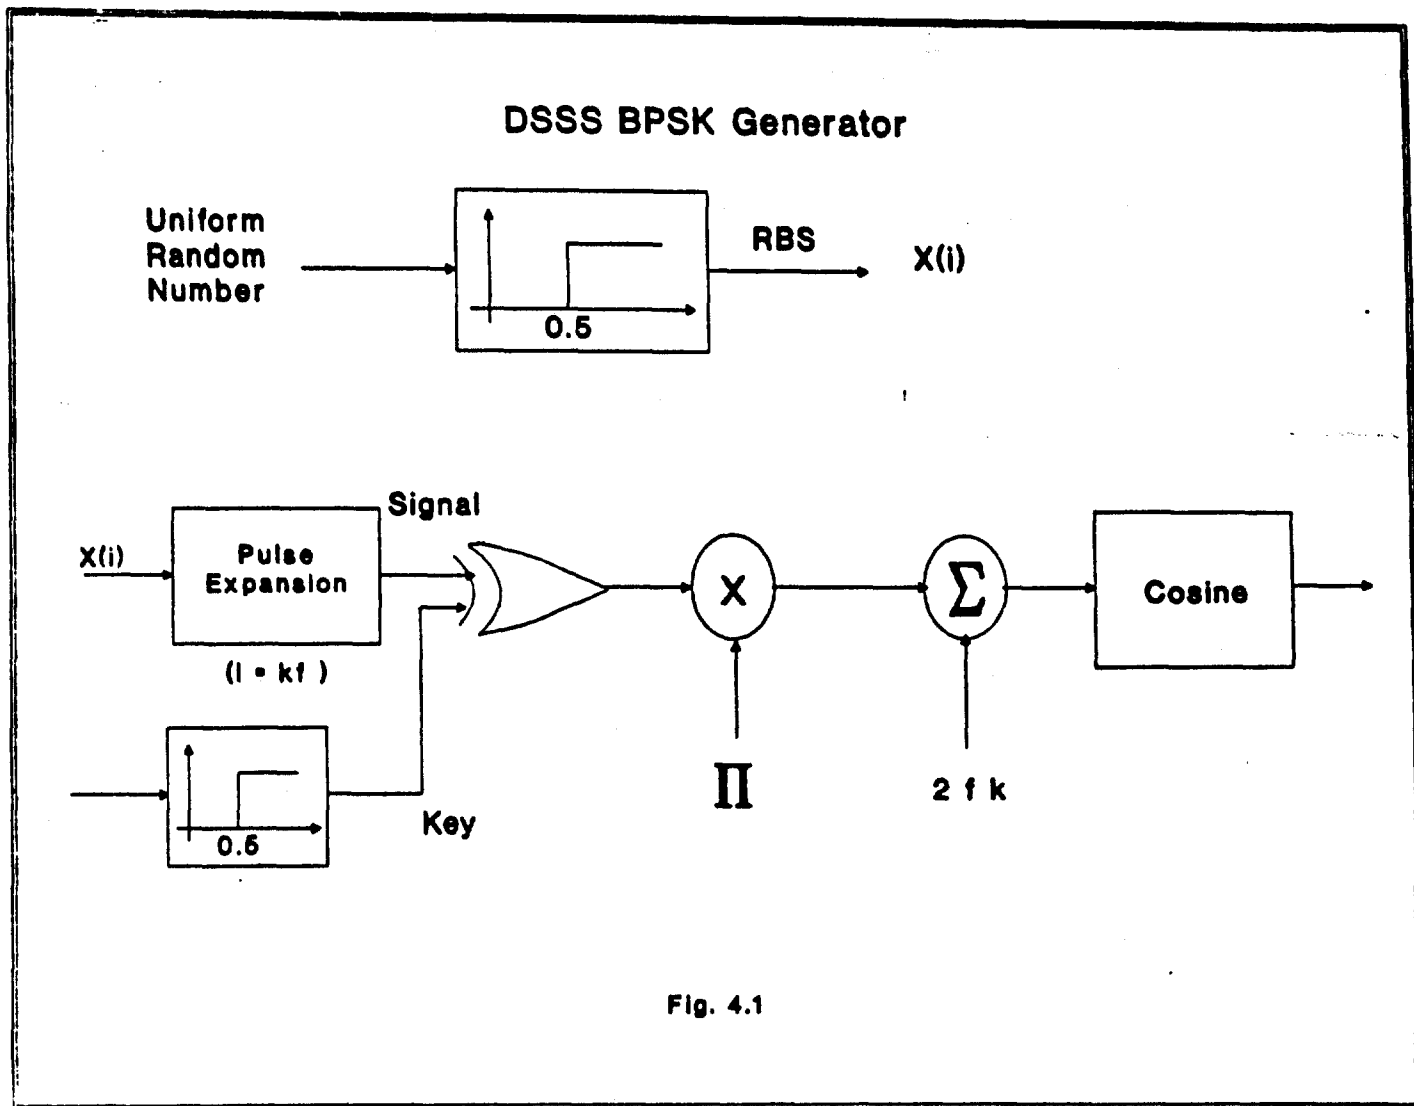 DSSS BPSK Generator
Uniform
Random
Number
0.5
RBS
X(i)
X(i)
Pulse
Expansion
Signal
(i = kf )
0.5
Key
X
Π
Σ
2 f k
Cosine
Fig. 4.1